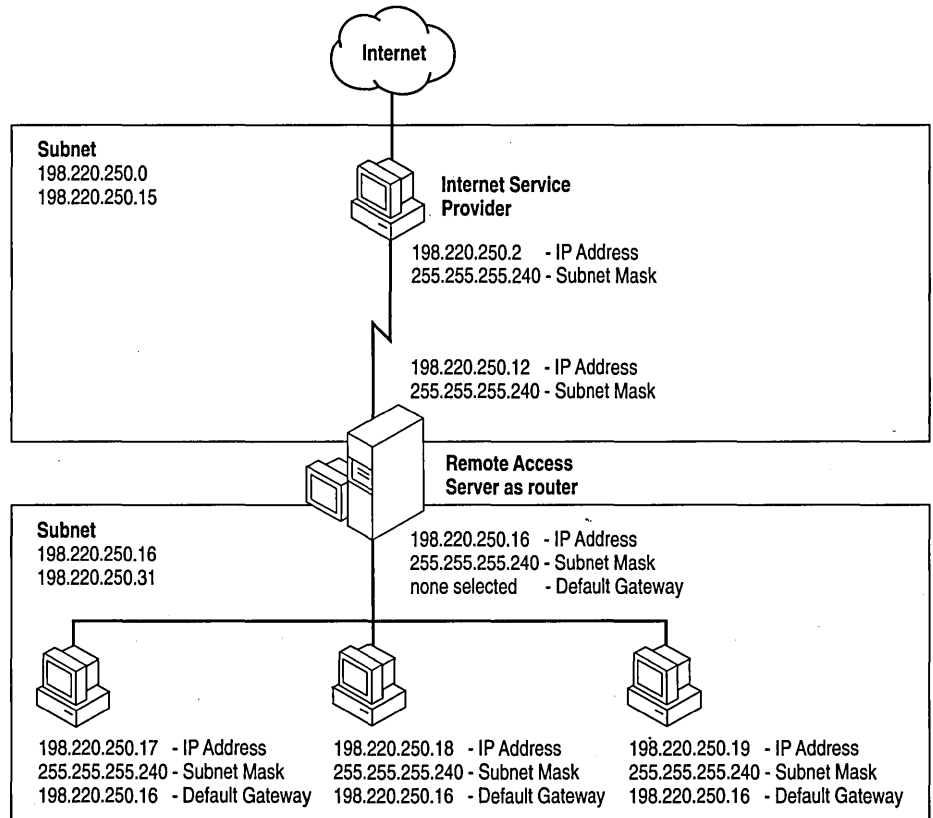 Internet
Subnet
198.220.250.0
198.220.250.15
Internet Service
Provider
198.220.250.2 - IP Address
255.255.255.240 - Subnet Mask
198.220.250.12 - IP Address
255.255.255.240 - Subnet Mask
Remote Access
Server as router
Subnet
198.220.250.16
198.220.250.31
198.220.250.16 - IP Address
255.255.255.240 - Subnet Mask
none selected - Default Gateway
198.220.250.17 - IP Address
255.255.255.240 - Subnet Mask
198.220.250.16 - Default Gateway
198.220.250.18 - IP Address
255.255.255.240 - Subnet Mask
198.220.250.16 - Default Gateway
198.220.250.19 - IP Address
255.255.255.240 - Subnet Mask
198.220.250.16 - Default Gateway